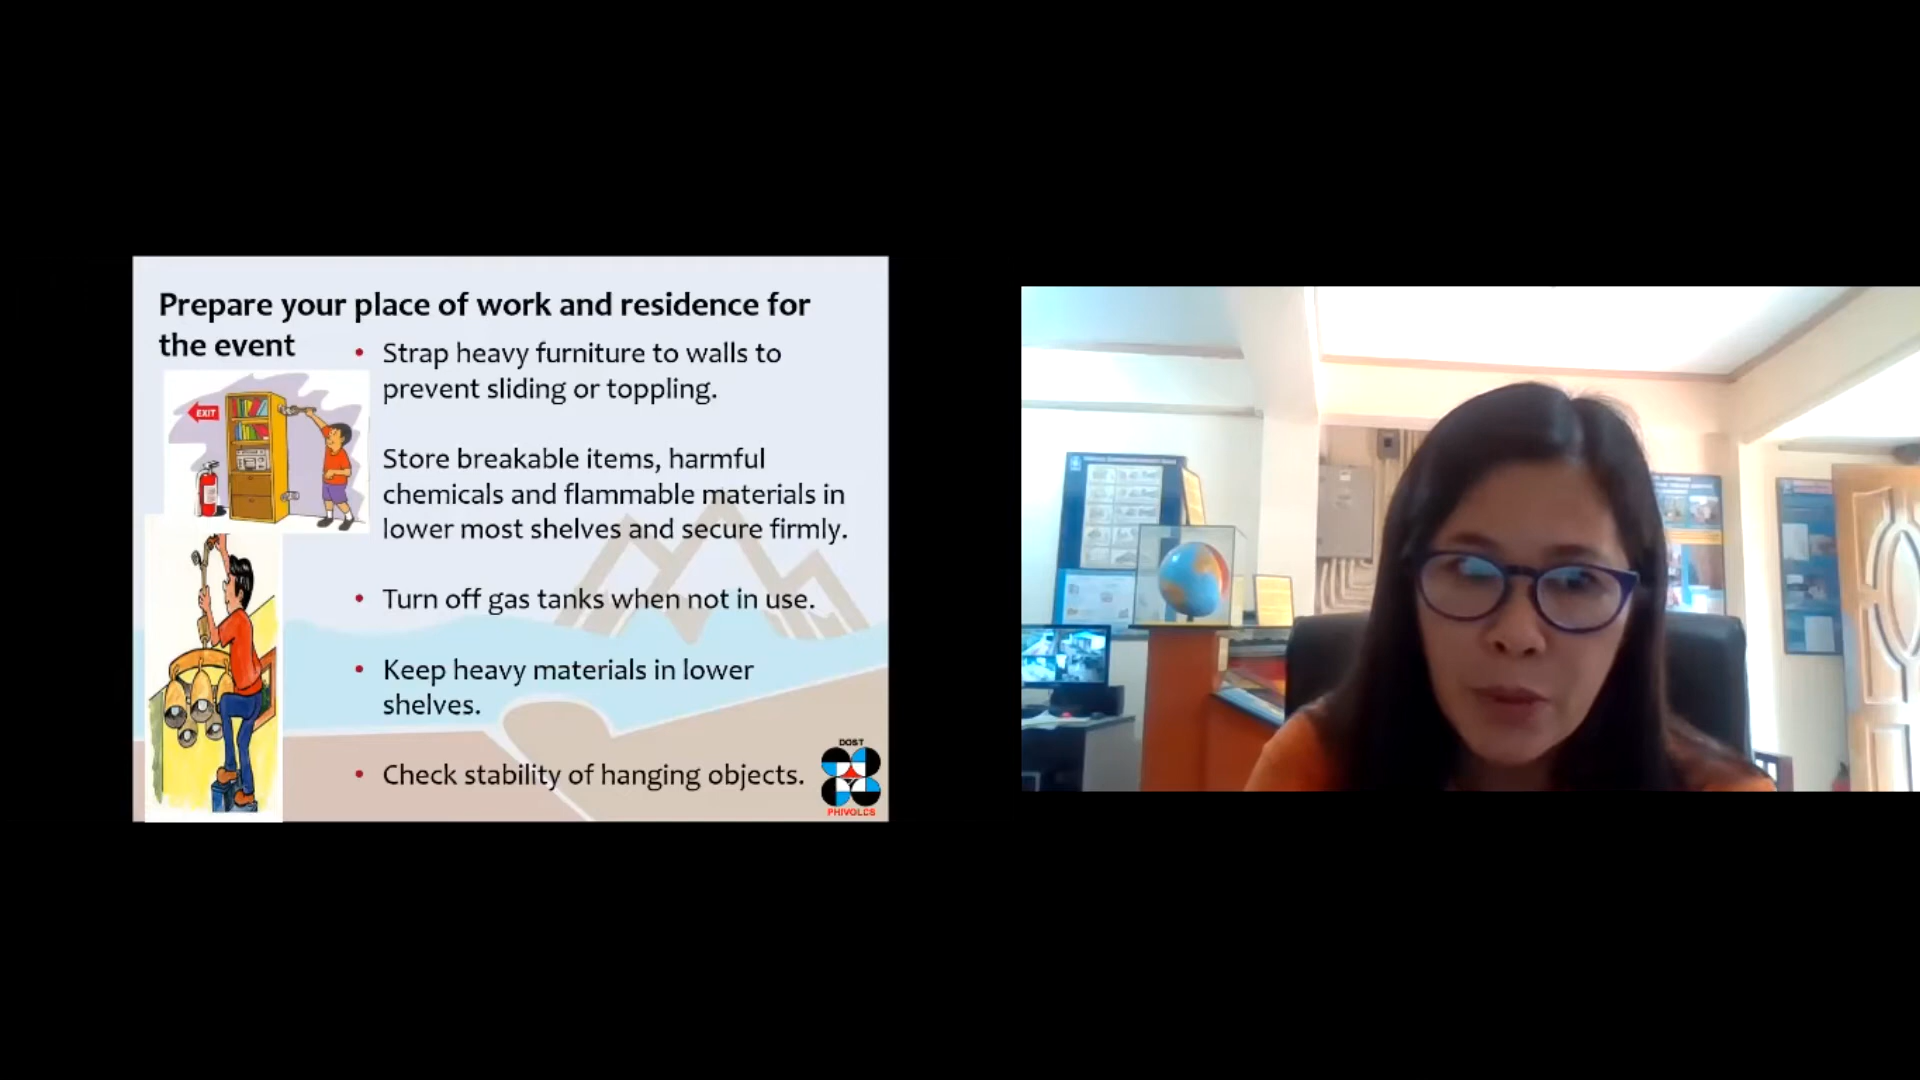 Prepare your place of work and residence for
the event
• Strap heavy furniture to walls to
prevent sliding or toppling.
EXIT
Store breakable items, harmful
chemicals and flammable materials in
lower most shelves and secure firmly.
• Turn off gas tanks when not in use.
• Keep heavy materials in lower
shelves.
• Check stability of hanging objects.
DOST
PHIVOLCS